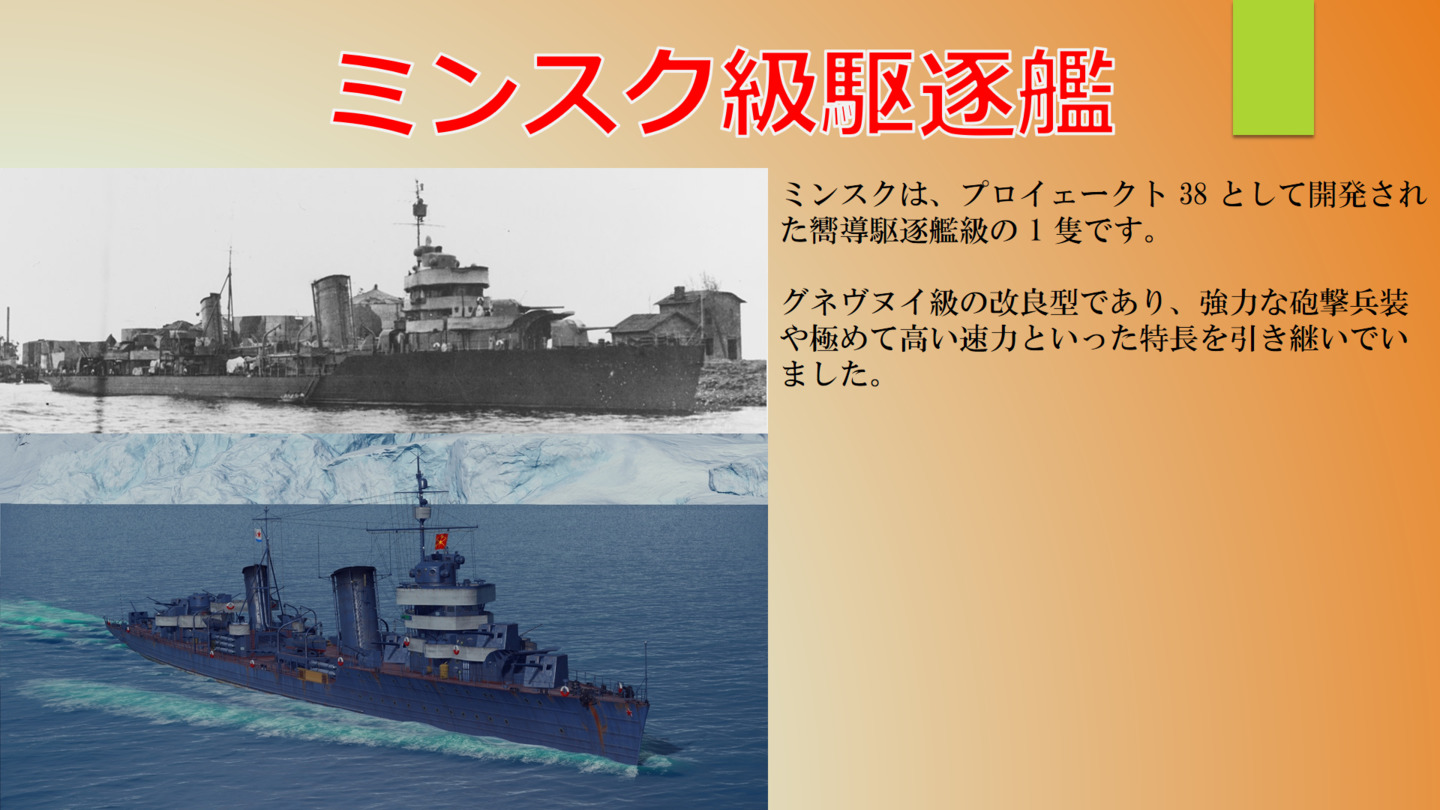 ミンスク級駆逐艦
ミンスクは、プロイェークト 38 として開発され
た嚮導駆逐艦級の 1 隻です。
グネヴヌイ級の改良型であり、強力な砲撃兵装
や極めて高い速力といった特長を引き継いでい
ました。